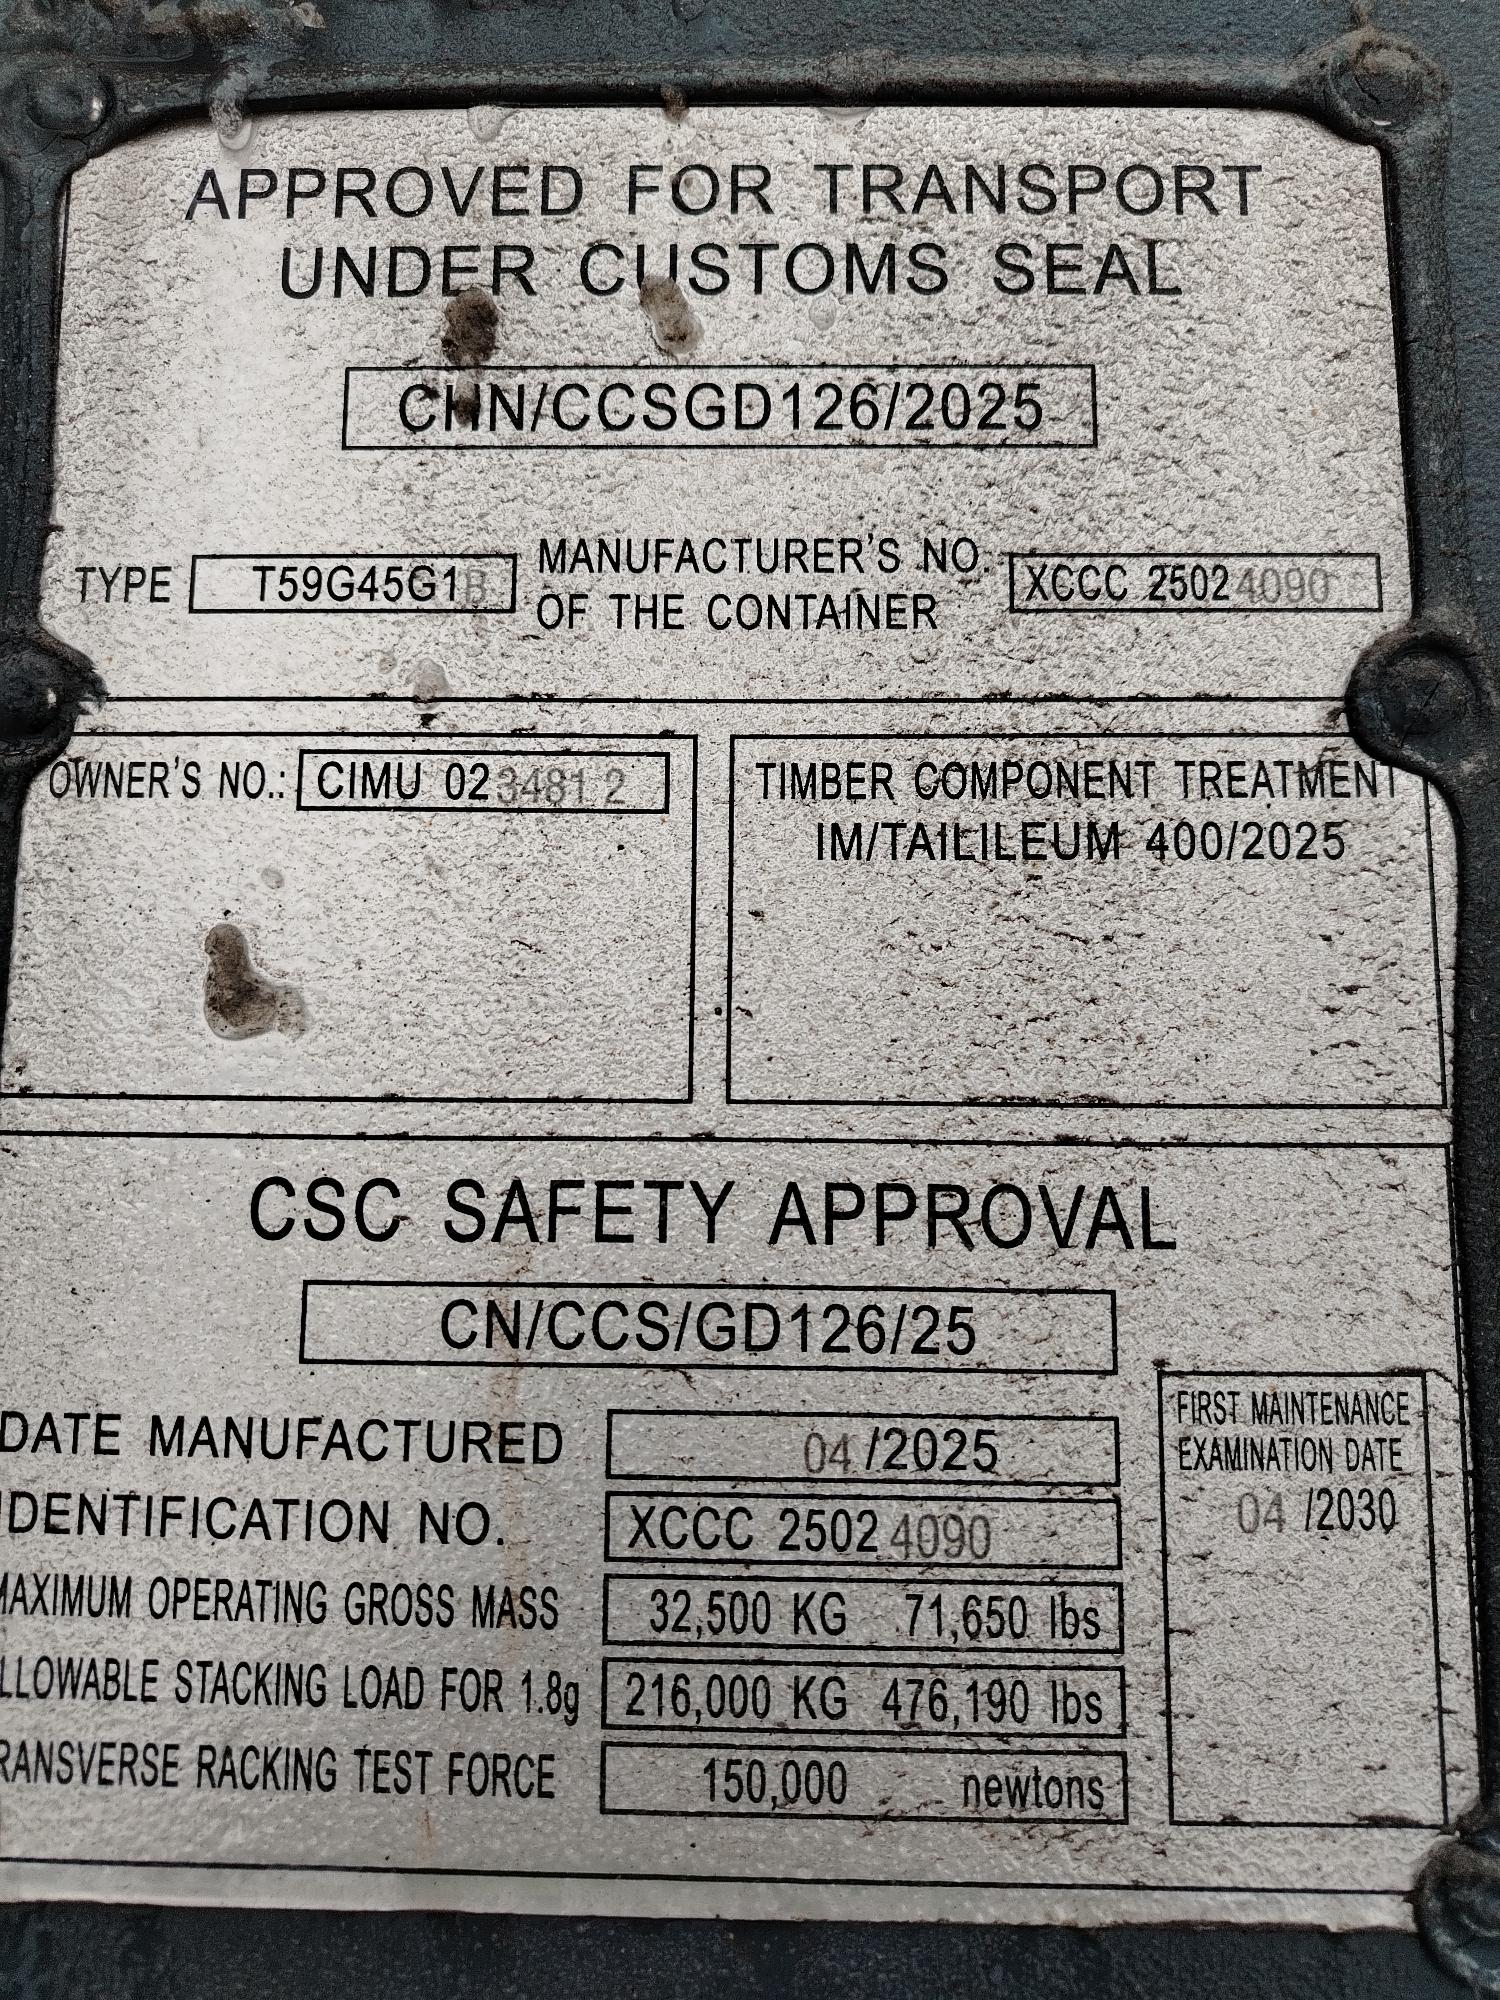 APPROVED FOR TRANSPORT
UNDER CUSTOMS SEAL
CHN/CCSGD126/2025
TYPE T59G45G1B
MANUFACTURER'S NO.
OF THE CONTAINER
XCCC 25024090
OWNER'S NO.: CIMU 023481 2
TIMBER COMPONENT TREATMENT
IM/TAILILEUM 400/2025
CSC SAFETY APPROVAL
CN/CCS/GD126/25
DATE MANUFACTURED 04/2025
IDENTIFICATION NO. XCCC 25024090
MAXIMUM OPERATING GROSS MASS 32,500 KG 71,650 lbs
LLOWABLE STACKING LOAD FOR 1.8g 216,000 KG 476,190 lbs
RANSVERSE RACKING TEST FORCE 150,000 newtons
FIRST MAINTENANCE
EXAMINATION DATE
04 /2030